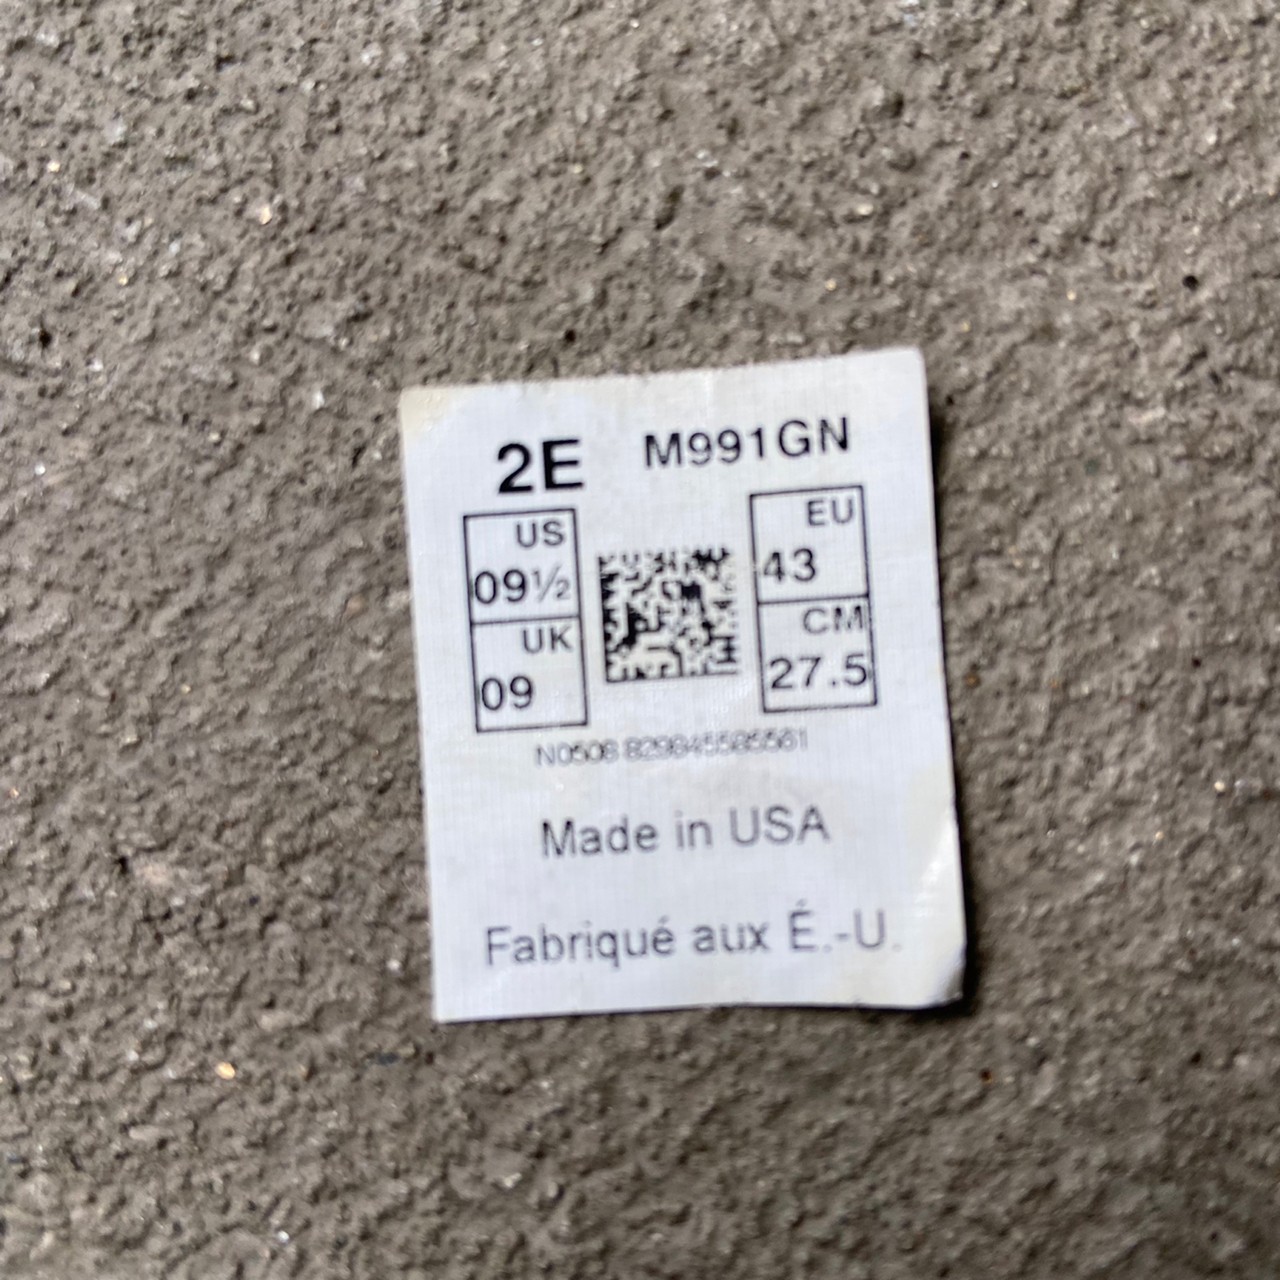 2E M991GN
US EU
09½ 43
UK CM
09 27.5
Made in USA
Fabriqué aux É.-U.